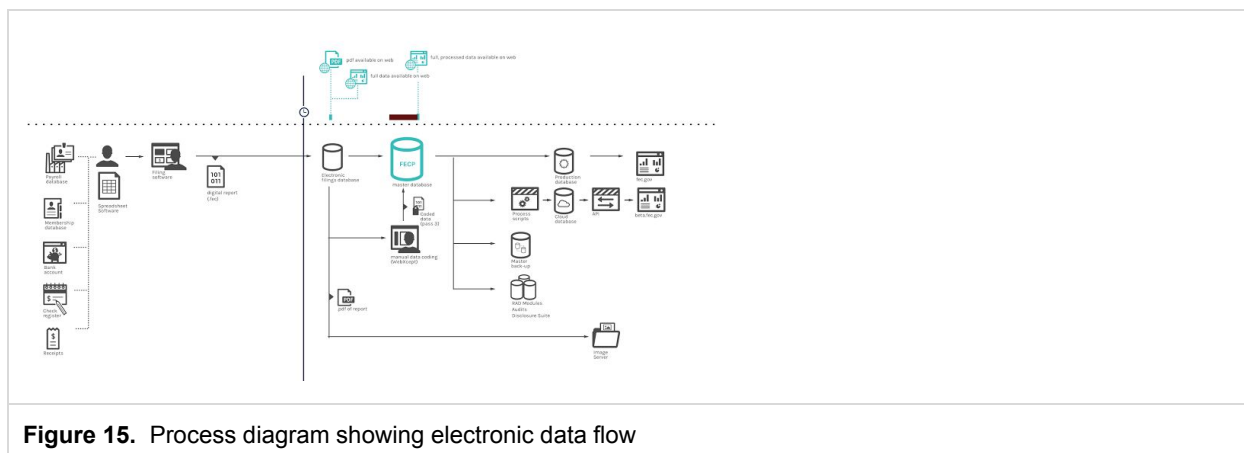 pdf available on web
full data available on web
full, processed data available on web
Payroll
database
Spreadsheet
Software
Filing
software
101
011
digital report
(.fec)
Electronic
filings database
FECP
master database
Production
database
fec.gov
Membership
database
Coded
data
(pass 3)
Process
scripts
Cloud
database
API
beta.fec.gov
Bank
account
manual data coding
Master
back-up
Check
register
PDF
pdf of report
RAD Modules
Audits
Disclosure Suite
Receipts
Image
Server
Figure 15. Process diagram showing electronic data flow